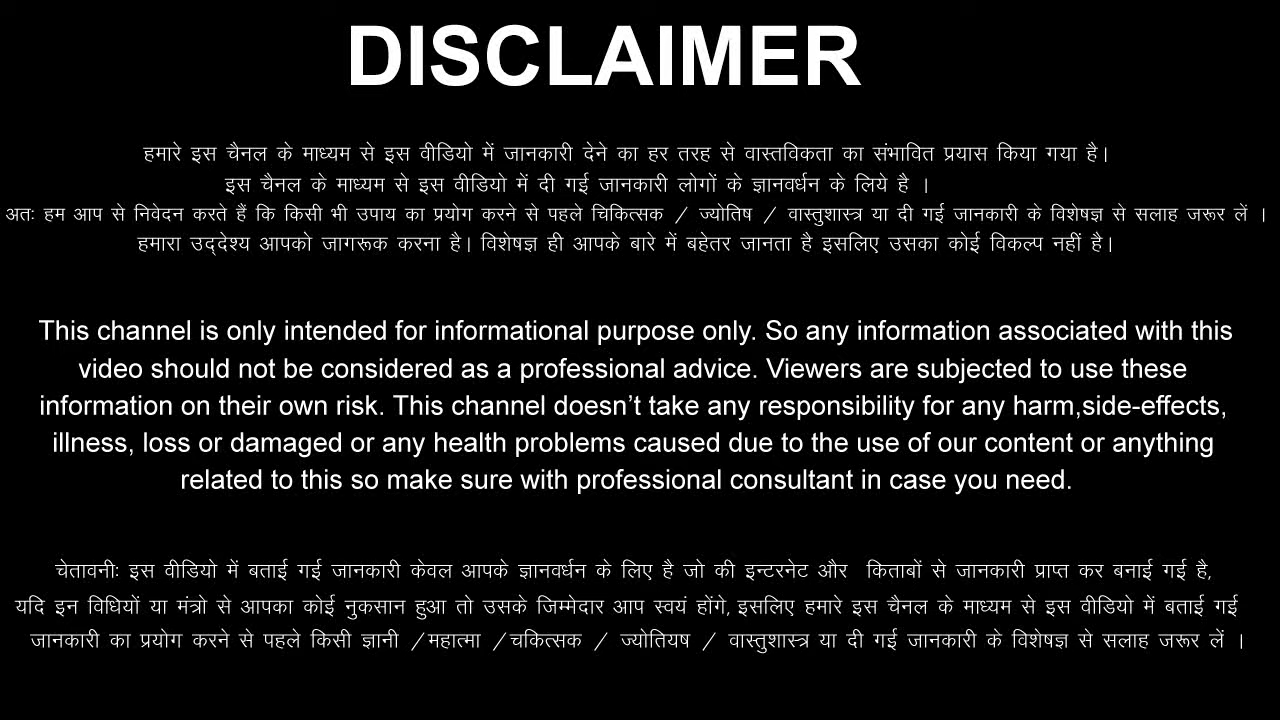 DISCLAIMER
हमारे इस चैनल के माध्यम से इस वीडियो में जानकारी देने का हर तरह से वास्तविकता का संभावित प्रयास किया गया है।
इस चैनल के माध्यम से इस वीडियो में दी गई जानकारी लोगों के ज्ञानवर्धन के लिये है ।
अतः हम आप से निवेदन करते हैं कि किसी भी उपाय का प्रयोग करने से पहले चिकित्सक / ज्योतिष / वास्तुशास्त्र या दी गई जानकारी के विशेषज्ञ से सलाह जरूर लें ।
हमारा उद्देश्य आपको जागरूक करना है। विशेषज्ञ ही आपके बारे में बहेतर जानता है इसलिए उसका कोई विकल्प नहीं है।
This channel is only intended for informational purpose only. So any information associated with this
video should not be considered as a professional advice. Viewers are subjected to use these
information on their own risk. This channel doesn’t take any responsibility for any harm,side-effects,
illness, loss or damaged or any health problems caused due to the use of our content or anything
related to this so make sure with professional consultant in case you need.
चेतावनीः इस वीडियो में बताई गई जानकारी केवल आपके ज्ञानवर्धन के लिए है जो की इन्टरनेट और किताबों से जानकारी प्राप्त कर बनाई गई है,
यदि इन विधियों या मंत्रो से आपका कोई नुकसान हुआ तो उसके जिम्मेदार आप स्वयं होंगे, इसलिए हमारे इस चैनल के माध्यम से इस वीडियो में बताई गई
जानकारी का प्रयोग करने से पहले किसी ज्ञानी /महात्मा /चकित्सक / ज्योतियष / वास्तुशास्त्र या दी गई जानकारी के विशेषज्ञ से सलाह जरूर लें ।